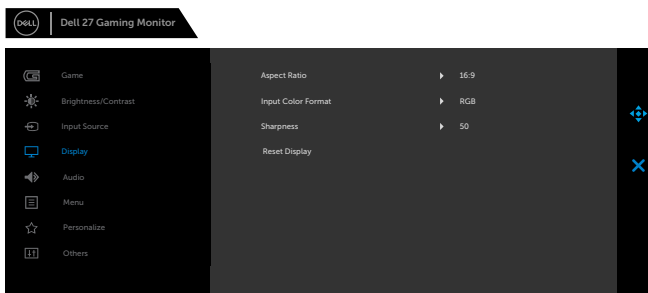 DELL
Dell 27 Gaming Monitor
Game
Brightness/Contrast
Input Source
Display
Audio
Menu
Personalize
Others
Aspect Ratio 16:9
Input Color Format RGB
Sharpness 50
Reset Display